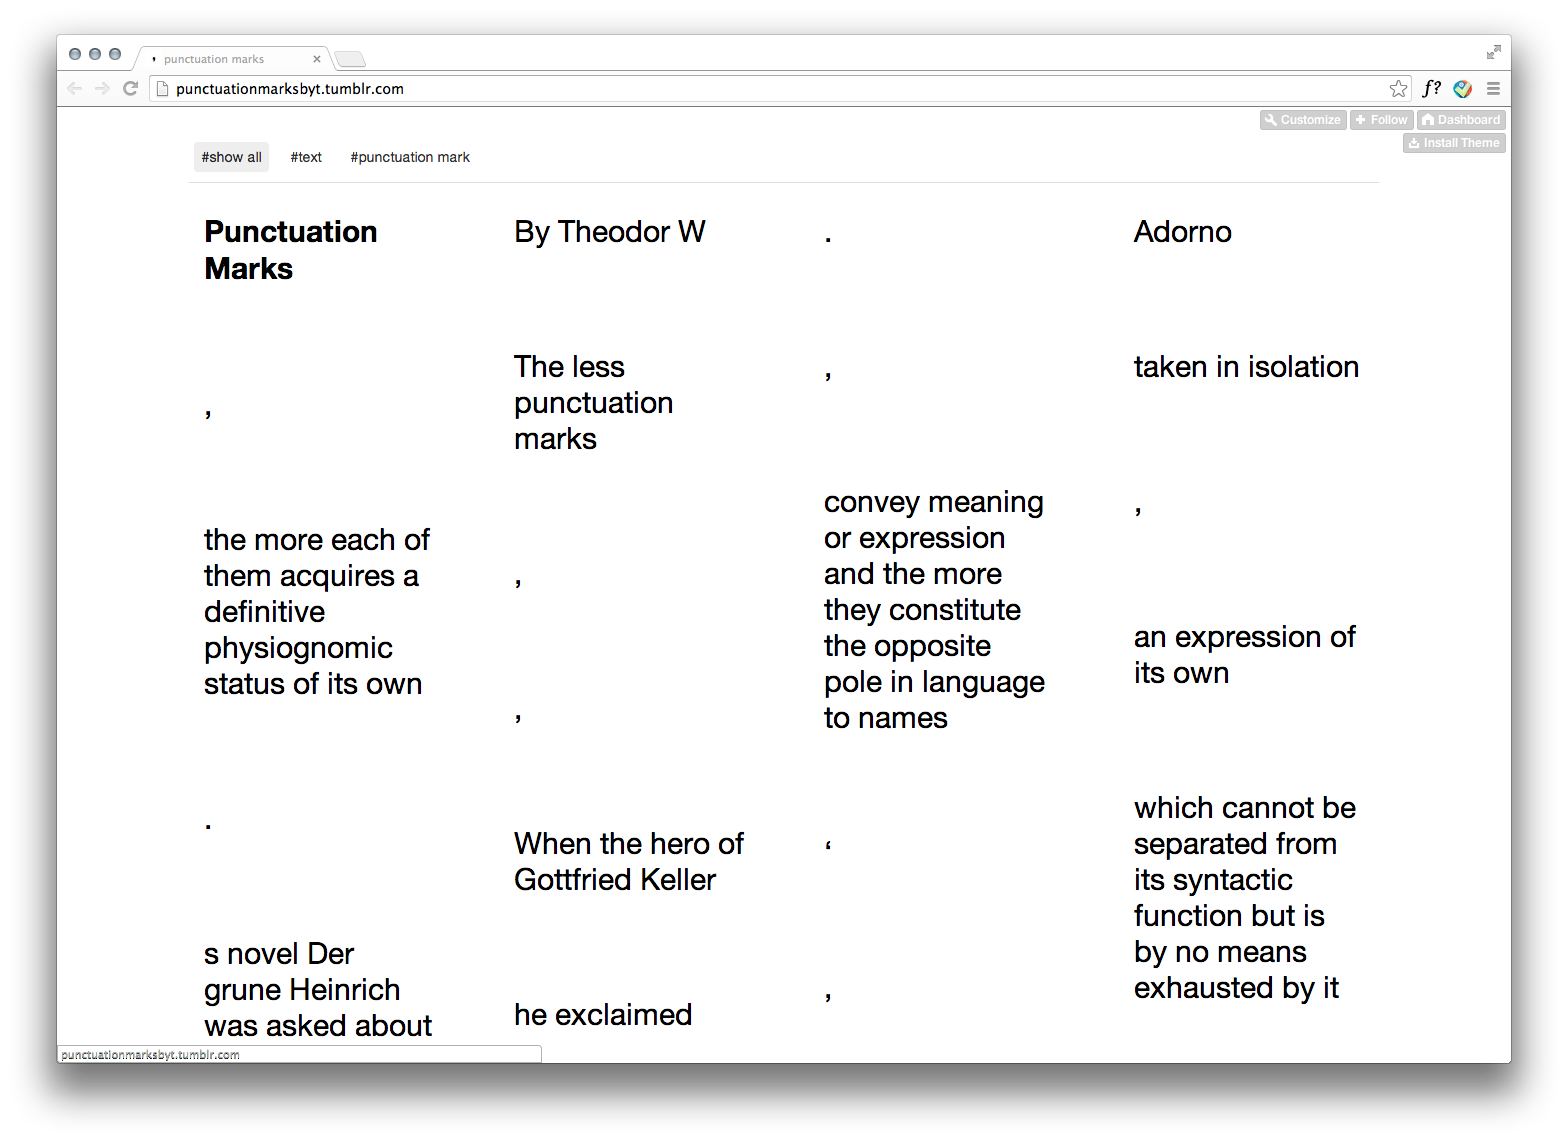 punctuation marks
punctuationmarksbyt.tumblr.com
f?
Customize
Follow
Dashboard
Install Theme
#show all #text #punctuation mark
Punctuation
Marks
By Theodor W
.
Adorno
,
The less
punctuation
marks
,
taken in isolation
the more each of
them acquires a
definitive
physiognomic
status of its own
,
convey meaning
or expression
and the more
they constitute
the opposite
pole in language
to names
,
an expression of
its own
,
.
When the hero of
Gottfried Keller
‘
which cannot be
separated from
its syntactic
function but is
by no means
exhausted by it
s novel Der
grune Heinrich
was asked about
he exclaimed
,
punctuationmarksbyt.tumblr.com